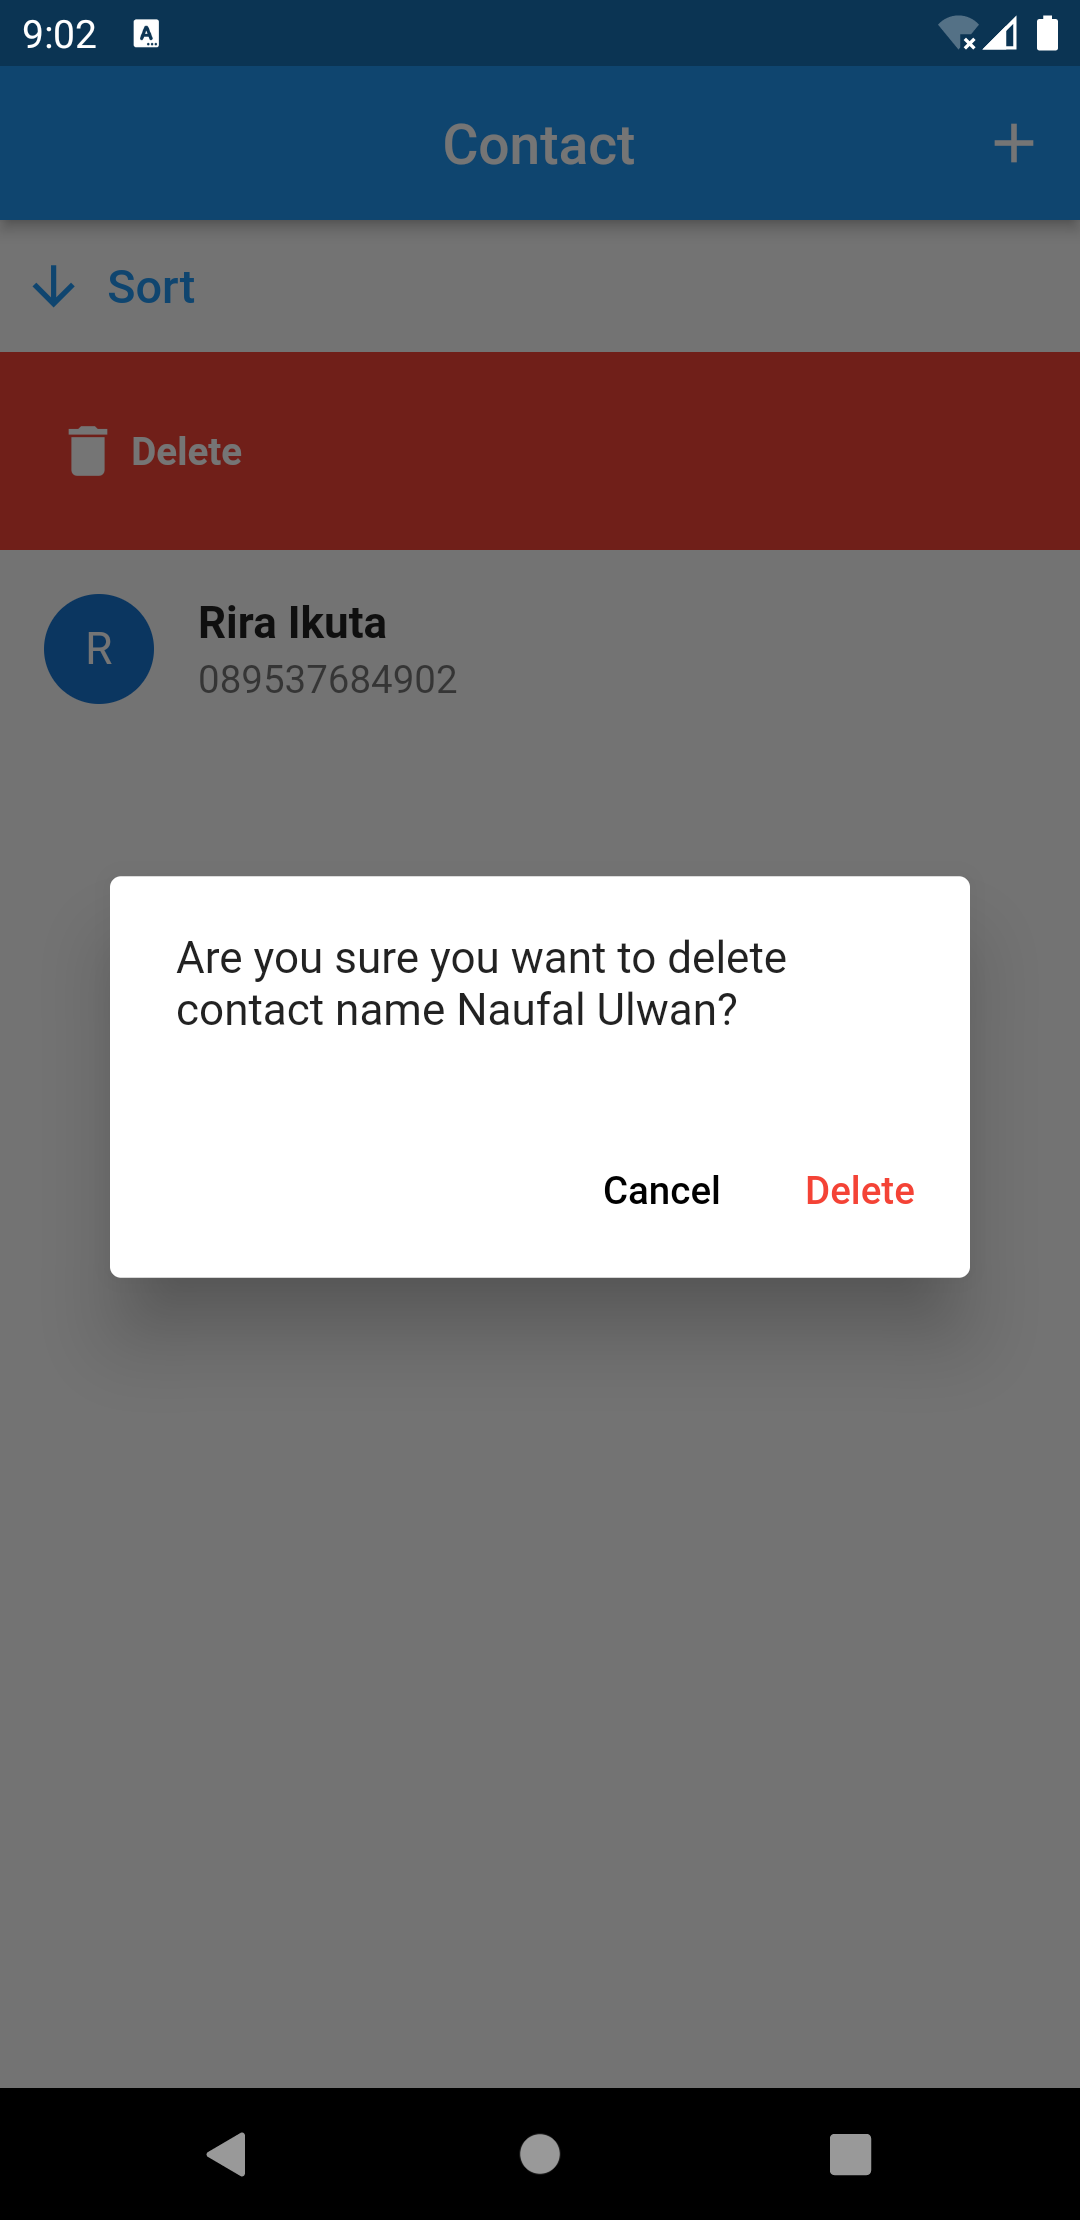 9:02
Contact
Sort
Delete
R
Rira Ikuta
089537684902
Are you sure you want to delete
contact name Naufal Ulwan?
Cancel Delete